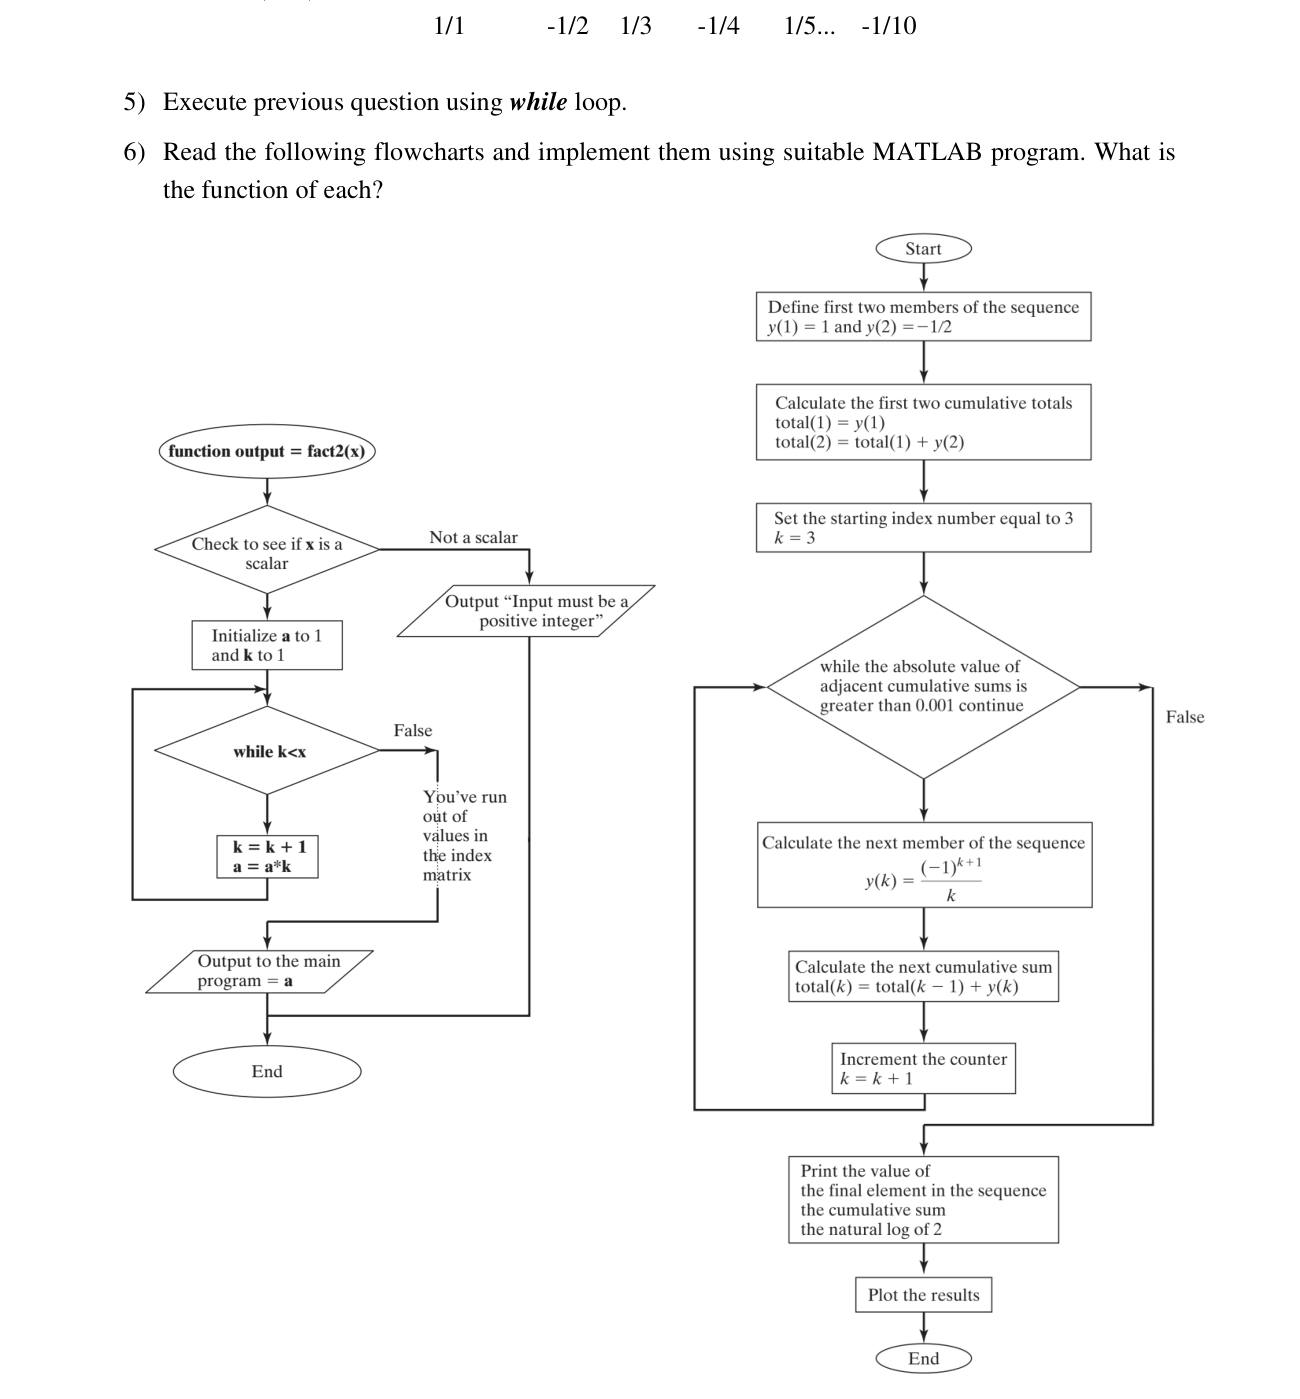 1/1 -1/2 1/3 -1/4 1/5... -1/10
5) Execute previous question using while loop.
6) Read the following flowcharts and implement them using suitable MATLAB program. What is
the function of each?
function output = fact2(x)
Check to see if x is a
scalar
Not a scalar
Output “Input must be a
positive integer”
Initialize a to 1
and k to 1
while k<x
False
You’ve run
out of
values in
the index
matrix
k = k + 1
a = a*k
Output to the main
program = a
End
Start
Define first two members of the sequence
y(1) = 1 and y(2) =−1/2
Calculate the first two cumulative totals
total(1) = y(1)
total(2) = total(1) + y(2)
Set the starting index number equal to 3
k = 3
while the absolute value of
adjacent cumulative sums is
greater than 0.001 continue
False
Calculate the next member of the sequence
y(k) = (−1)^{k+1} / k
Calculate the next cumulative sum
total(k) = total(k − 1) + y(k)
Increment the counter
k = k + 1
Print the value of
the final element in the sequence
the cumulative sum
the natural log of 2
Plot the results
End